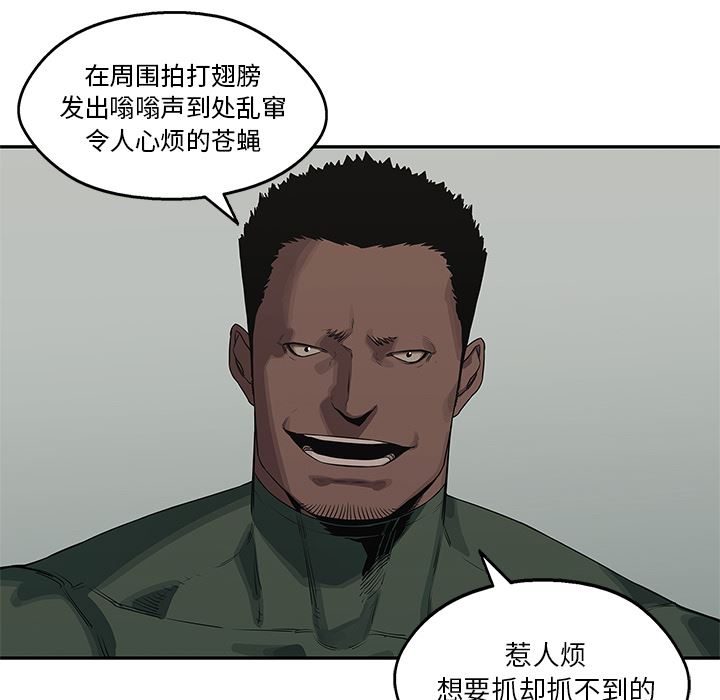 在周围拍打翅膀
发出嗡嗡声到处乱窜
令人心烦的苍蝇
惹人烦
想要抓却抓不到的